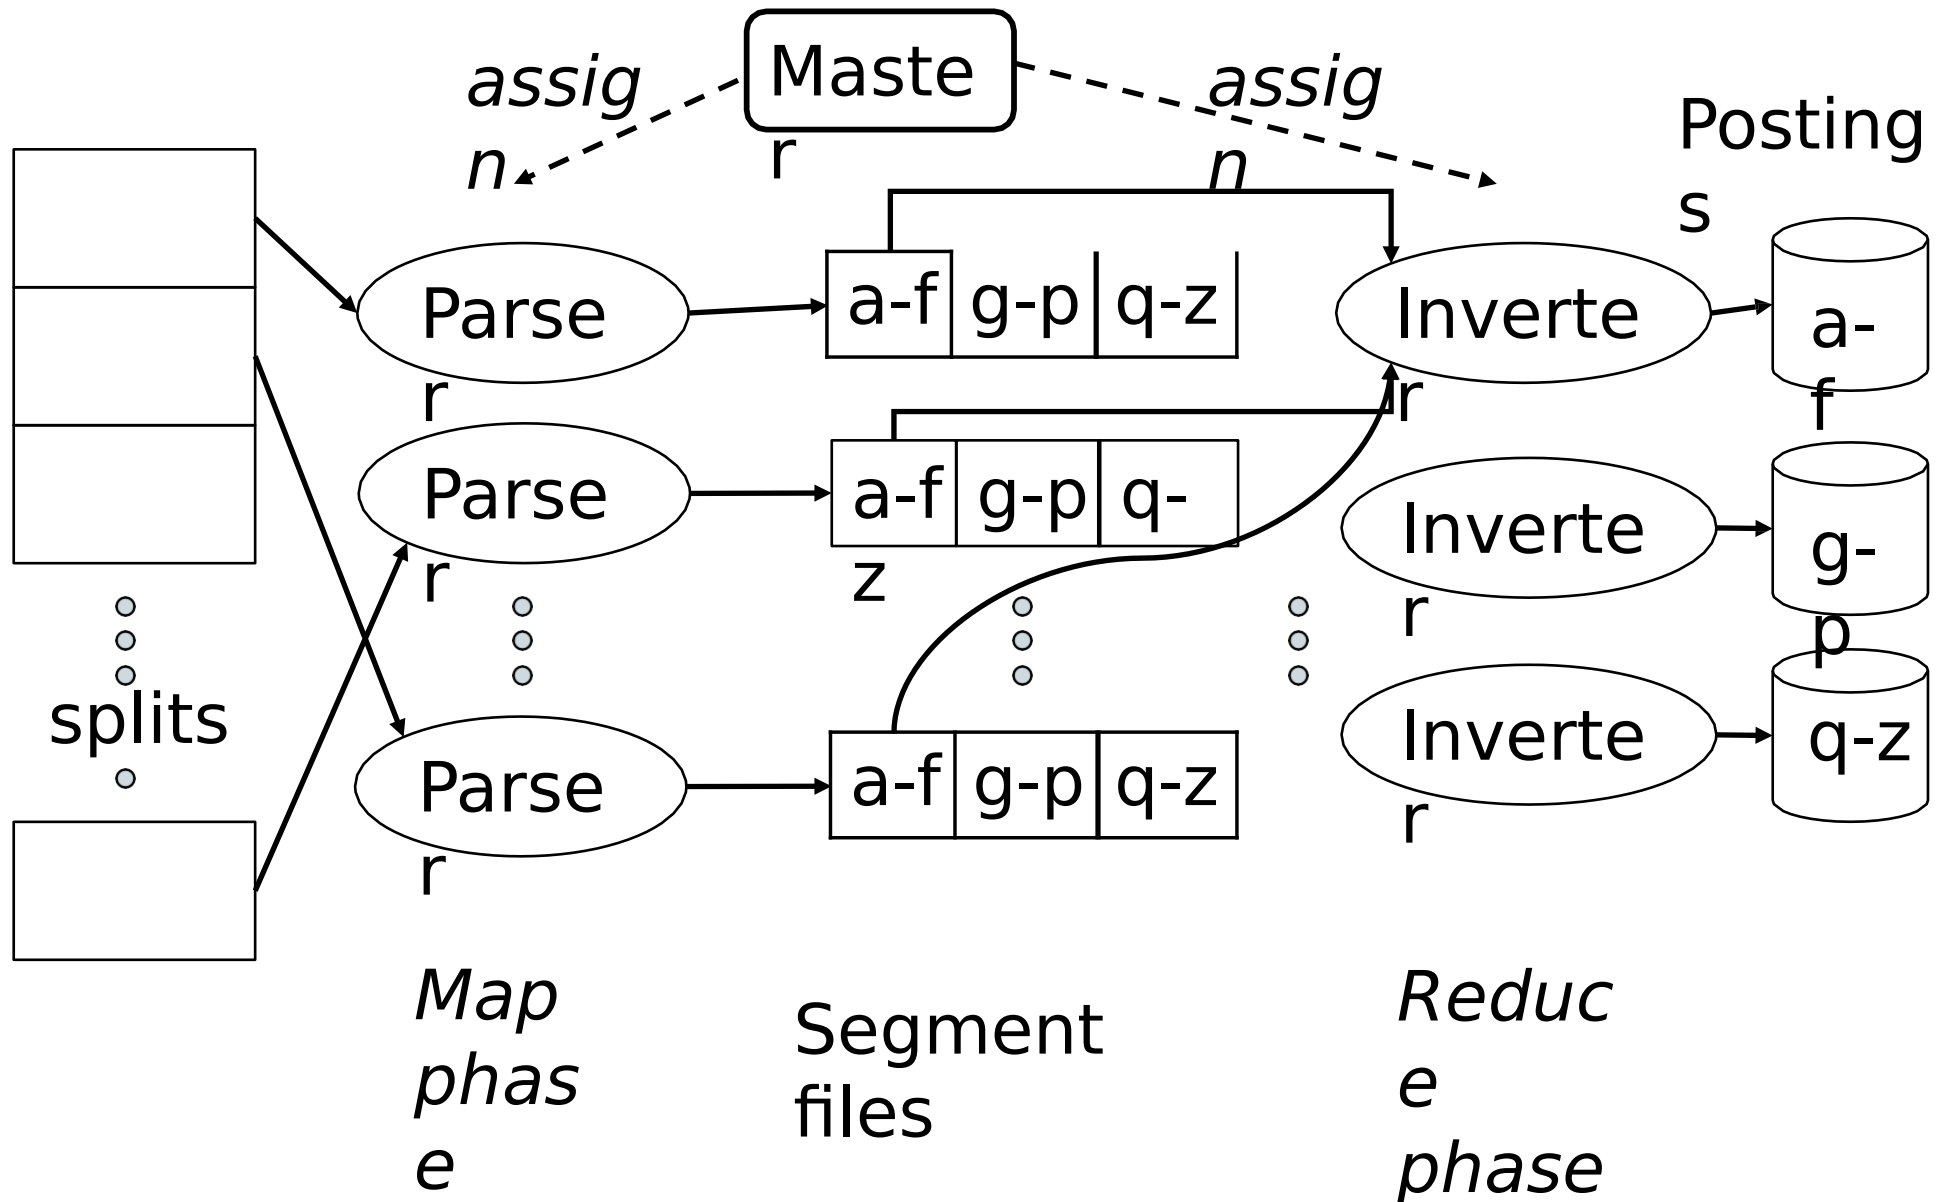 assig
n
Maste
r
assig
n
Posting
s
splits
Parse
r
a-f g-p q-z
Inverte
r
a-
f
Parse
r
a-f g-p q-
z
Inverte
r
g-
p
Parse
r
a-f g-p q-z
Inverte
r
q-z
Map
phas
e
Segment
files
Reduc
e
phase